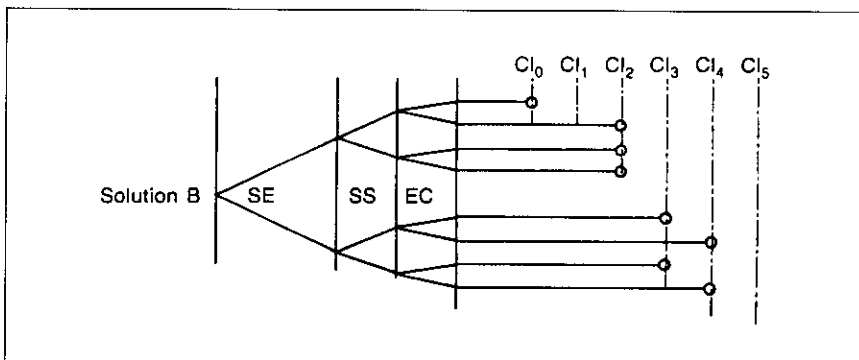 Cl₀ Cl₁ Cl₂ Cl₃ Cl₄ Cl₅
Solution B SE SS EC